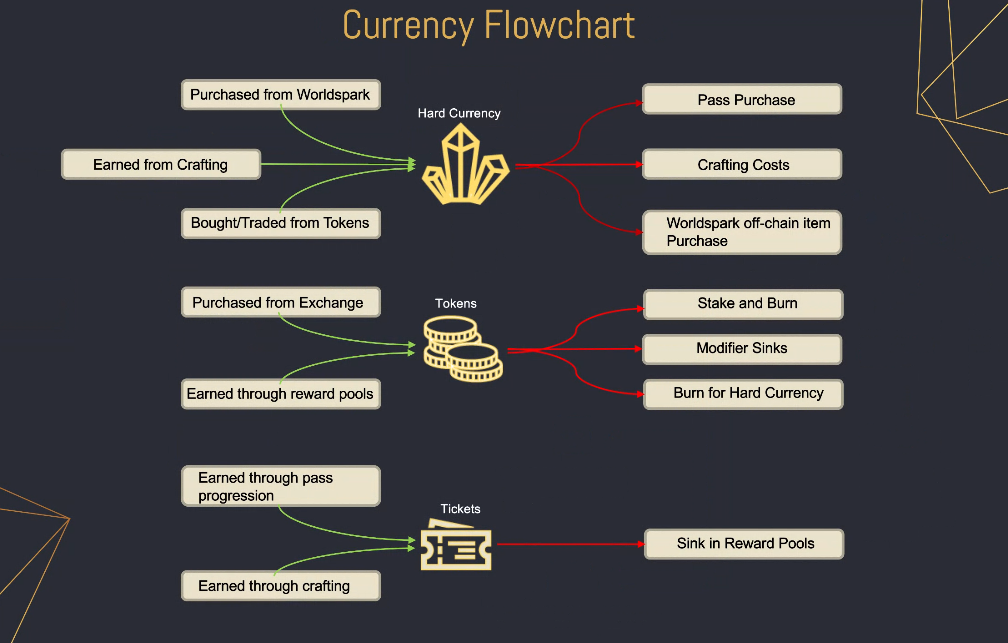 Currency Flowchart
Purchased from Worldspark
Hard Currency
Pass Purchase
Earned from Crafting
Crafting Costs
Bought/Traded from Tokens
Worldspark off-chain item
Purchase
Purchased from Exchange
Tokens
Stake and Burn
Modifier Sinks
Earned through reward pools
Burn for Hard Currency
Earned through pass
progression
Tickets
Sink in Reward Pools
Earned through crafting